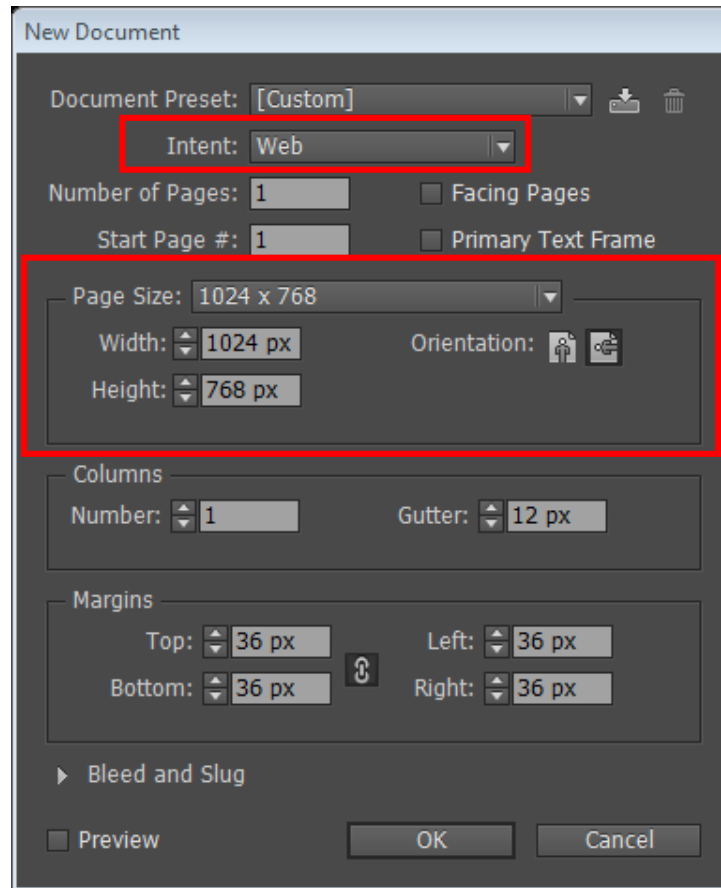 New Document
Document Preset: [Custom]
Intent: Web
Number of Pages: 1 Facing Pages
Start Page #: 1 Primary Text Frame
Page Size: 1024 x 768
Width: 1024 px Orientation:
Height: 768 px
Columns
Number: 1 Gutter: 12 px
Margins
Top: 36 px Left: 36 px
Bottom: 36 px Right: 36 px
Bleed and Slug
Preview OK Cancel